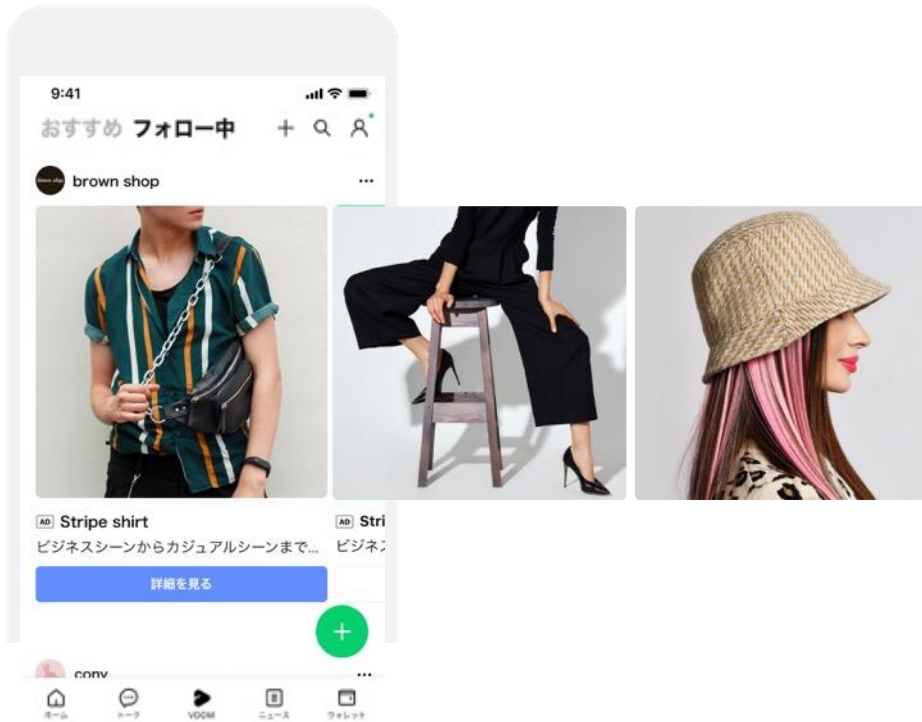 9:41
おすすめ フォロー中
brown shop
AD Stripe shirt
ビジネスシーンからカジュアルシーンまで...
詳細を見る
AD Stri
ビジネス
cony
ホーム
トーク
VOOM
ニュース
ウォレット